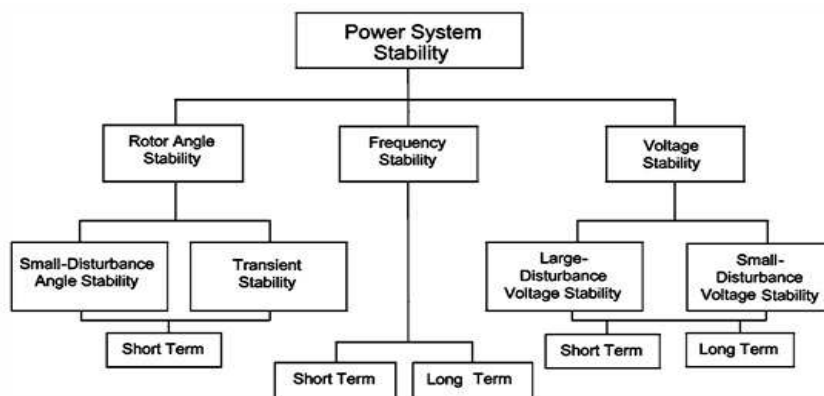 Power System
Stability
Rotor Angle
Stability
Frequency
Stability
Voltage
Stability
Small-Disturbance
Angle Stability
Transient
Stability
Large-
Disturbance
Voltage Stability
Small-
Disturbance
Voltage Stability
Short Term
Short Term
Long Term
Short Term
Long Term